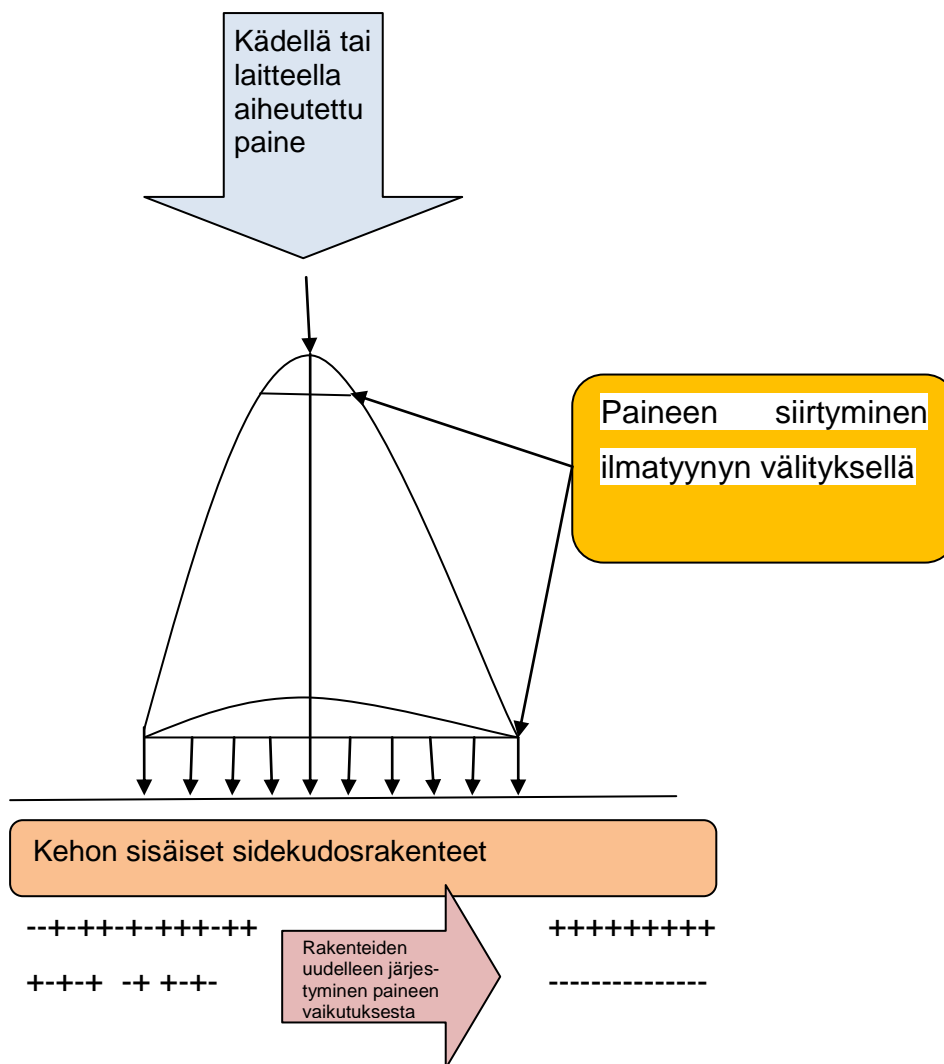 Kädellä tai
laitteella
aiheutettu
paine
Paineen siirtyminen
ilmatyynyn välityksellä
Kehon sisäiset sidekudosrakenteet
--+-++-+-+++-++
+++++++++
Rakenteiden
uudelleen järjes-
tyminen paineen
vaikutuksesta
+-+-+ -+ +-+-
---------------